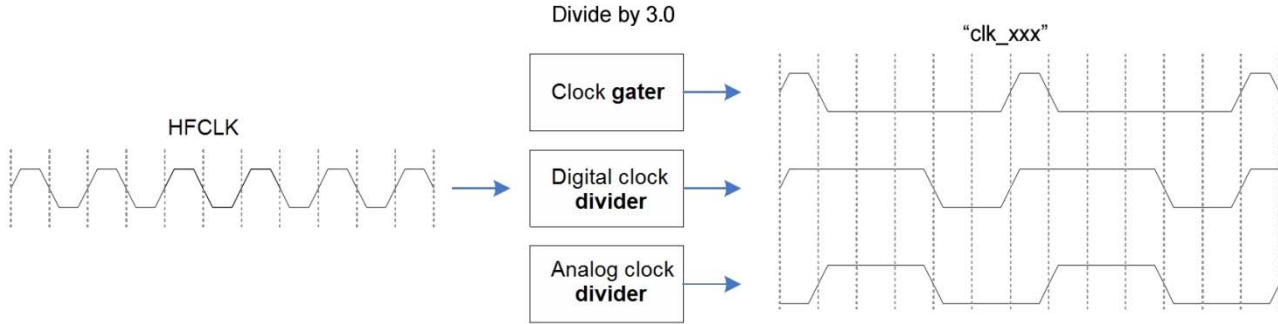 Divide by 3.0
“clk_xxx”
Clock gater
HFCLK
Digital clock
divider
Analog clock
divider